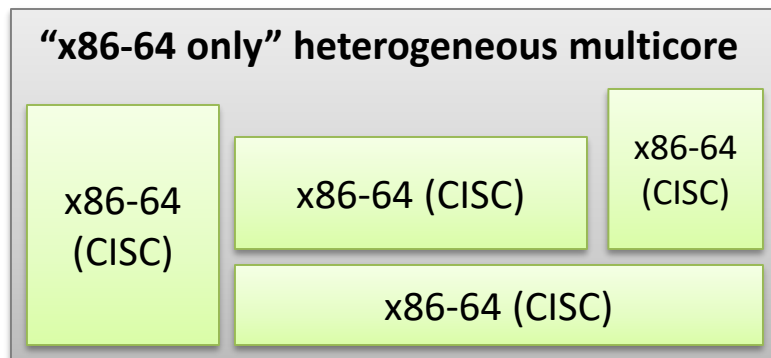 “x86-64 only” heterogeneous multicore
x86-64
(CISC)
x86-64 (CISC)
x86-64
(CISC)
x86-64 (CISC)